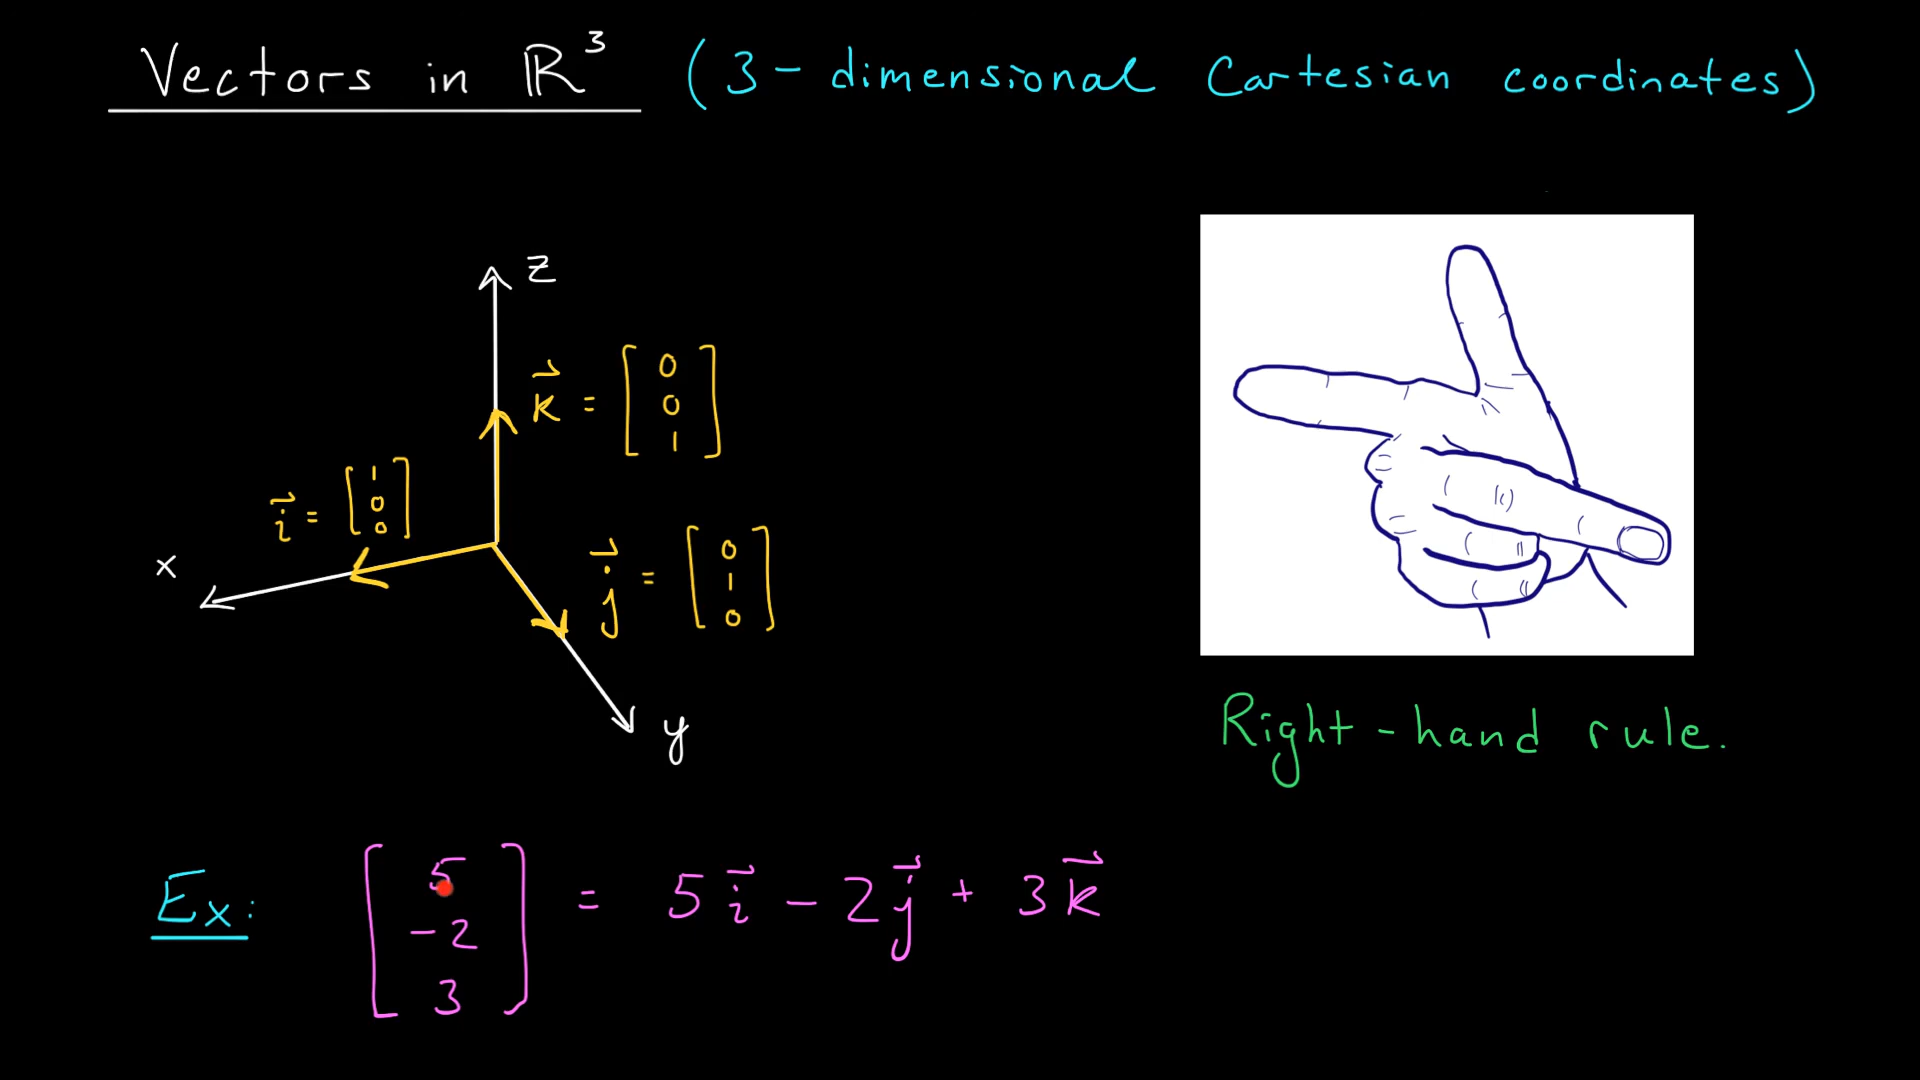 Vectors in ℝ³ (3-dimensional Cartesian coordinates)
z
k⃗ = [0 0 1]
i⃗ = [1 0 0]
x
j⃗ = [0 1 0]
y
Right-hand rule.
Ex: [5 -2 3] = 5i⃗ - 2j⃗ + 3k⃗